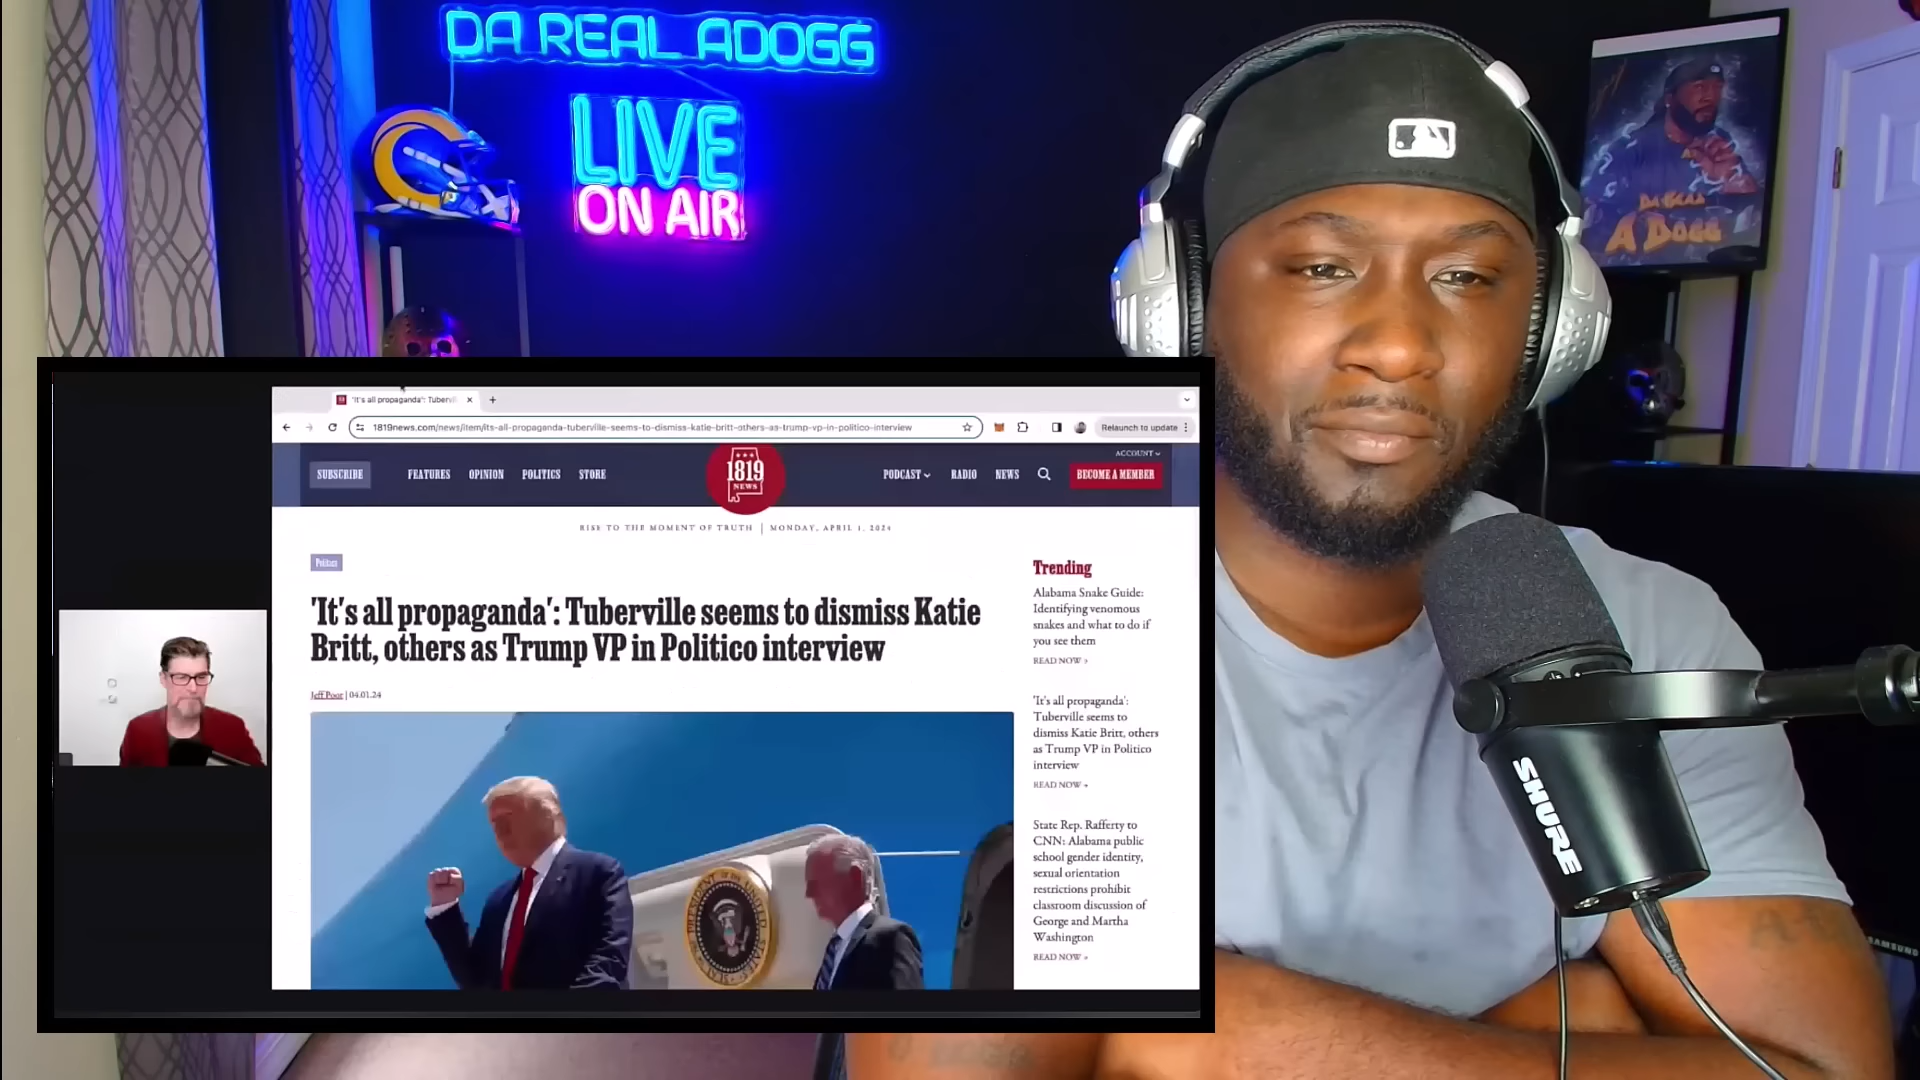 DA REAL ADOGG
LIVE
ON AIR
DA REAL
A DOGG
'It's all propaganda': Tubervi
1819news.com/news/item/its-all-propaganda-tuberville-seems-to-dismiss-katie-britt-others-as-trump-vp-in-politico-interview
Relaunch to update
ACCOUNT
SUBSCRIBE
FEATURES
OPINION
POLITICS
STORE
1819
NEWS
PODCAST
RADIO
NEWS
BECOME A MEMBER
RISE TO THE MOMENT OF TRUTH | MONDAY, APRIL 1, 2024
Politics
'It's all propaganda': Tuberville seems to dismiss Katie
Britt, others as Trump VP in Politico interview
Jeff Poor | 04.01.24
Trending
Alabama Snake Guide:
Identifying venomous
snakes and what to do if
you see them
READ NOW
'It's all propaganda':
Tuberville seems to
dismiss Katie Britt, others
as Trump VP in Politico
interview
READ NOW
State Rep. Rafferty to
CNN: Alabama public
school gender identity,
sexual orientation
restrictions prohibit
classroom discussion of
George and Martha
Washington
READ NOW
SHURE
SAMSUNG